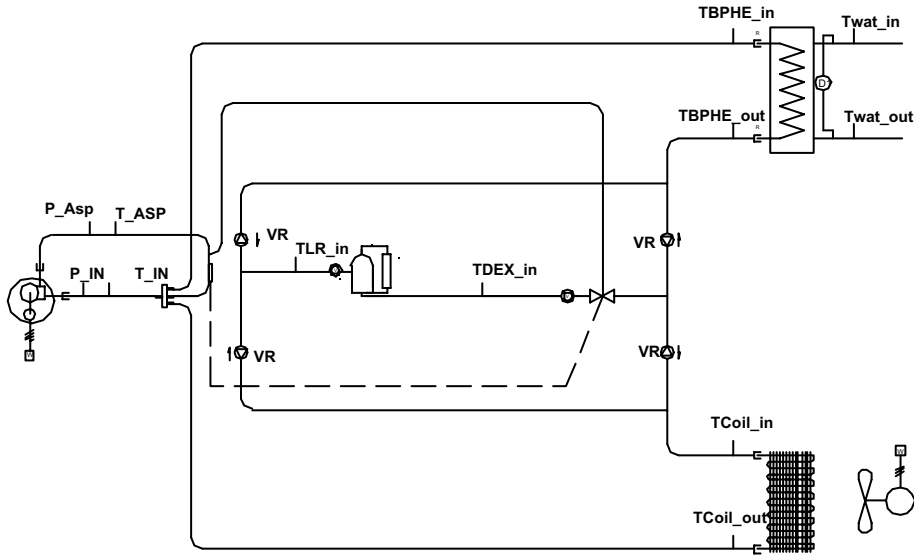 TBPHE_in
Twat_in
R
TBPHE_out
Twat_out
R
P_Asp
T_ASP
VR
VR
TLR_in
P_IN
T_IN
TDEX_in
VR
VR
TCoil_in
TCoil_out